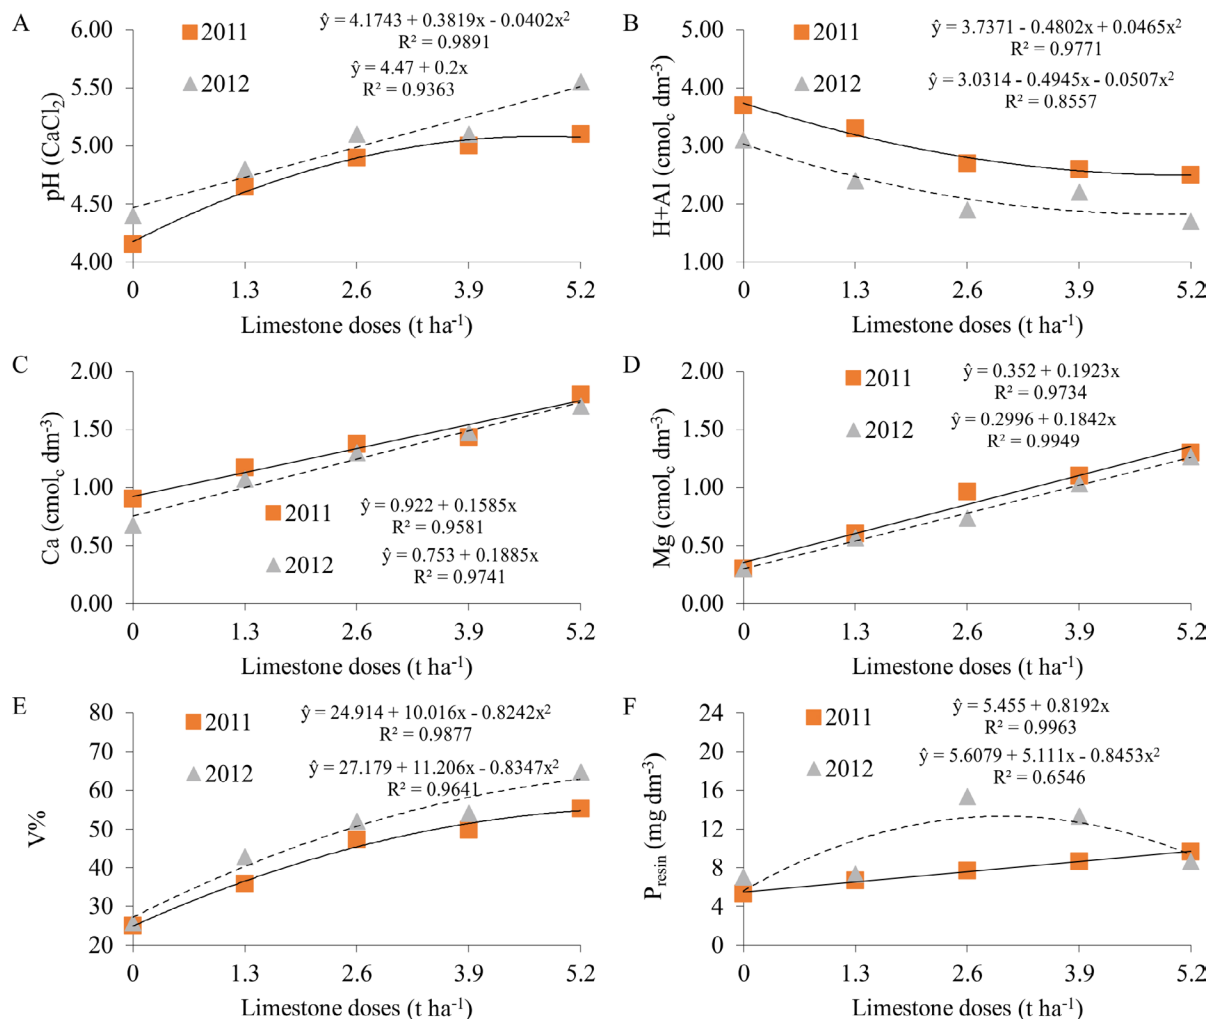 A
6.00
5.50
5.00
4.50
4.00
pH (CaCl₂)
2011
2012
ŷ = 4.1743 + 0.3819x - 0.0402x²
R² = 0.9891
ŷ = 4.47 + 0.2x
R² = 0.9363
0 1.3 2.6 3.9 5.2
Limestone doses (t ha⁻¹)
B
5.00
4.00
3.00
2.00
1.00
H+Al (cmol_c dm⁻³)
2011
2012
ŷ = 3.7371 - 0.4802x + 0.0465x²
R² = 0.9771
ŷ = 3.0314 - 0.4945x - 0.0507x²
R² = 0.8557
0 1.3 2.6 3.9 5.2
Limestone doses (t ha⁻¹)
C
2.00
1.50
1.00
0.50
0.00
Ca (cmol_c dm⁻³)
2011
2012
ŷ = 0.922 + 0.1585x
R² = 0.9581
ŷ = 0.753 + 0.1885x
R² = 0.9741
0 1.3 2.6 3.9 5.2
Limestone doses (t ha⁻¹)
D
2.00
1.50
1.00
0.50
0.00
Mg (cmol_c dm⁻³)
2011
2012
ŷ = 0.352 + 0.1923x
R² = 0.9734
ŷ = 0.2996 + 0.1842x
R² = 0.9949
0 1.3 2.6 3.9 5.2
Limestone doses (t ha⁻¹)
E
80
70
60
50
40
30
20
V%
2011
2012
ŷ = 24.914 + 10.016x - 0.8242x²
R² = 0.9877
ŷ = 27.179 + 11.206x - 0.8347x²
R² = 0.9641
0 1.3 2.6 3.9 5.2
Limestone doses (t ha⁻¹)
F
24
20
16
12
8
4
0
P_resin (mg dm⁻³)
2011
2012
ŷ = 5.455 + 0.8192x
R² = 0.9963
ŷ = 5.6079 + 5.111x - 0.8453x²
R² = 0.6546
0 1.3 2.6 3.9 5.2
Limestone doses (t ha⁻¹)